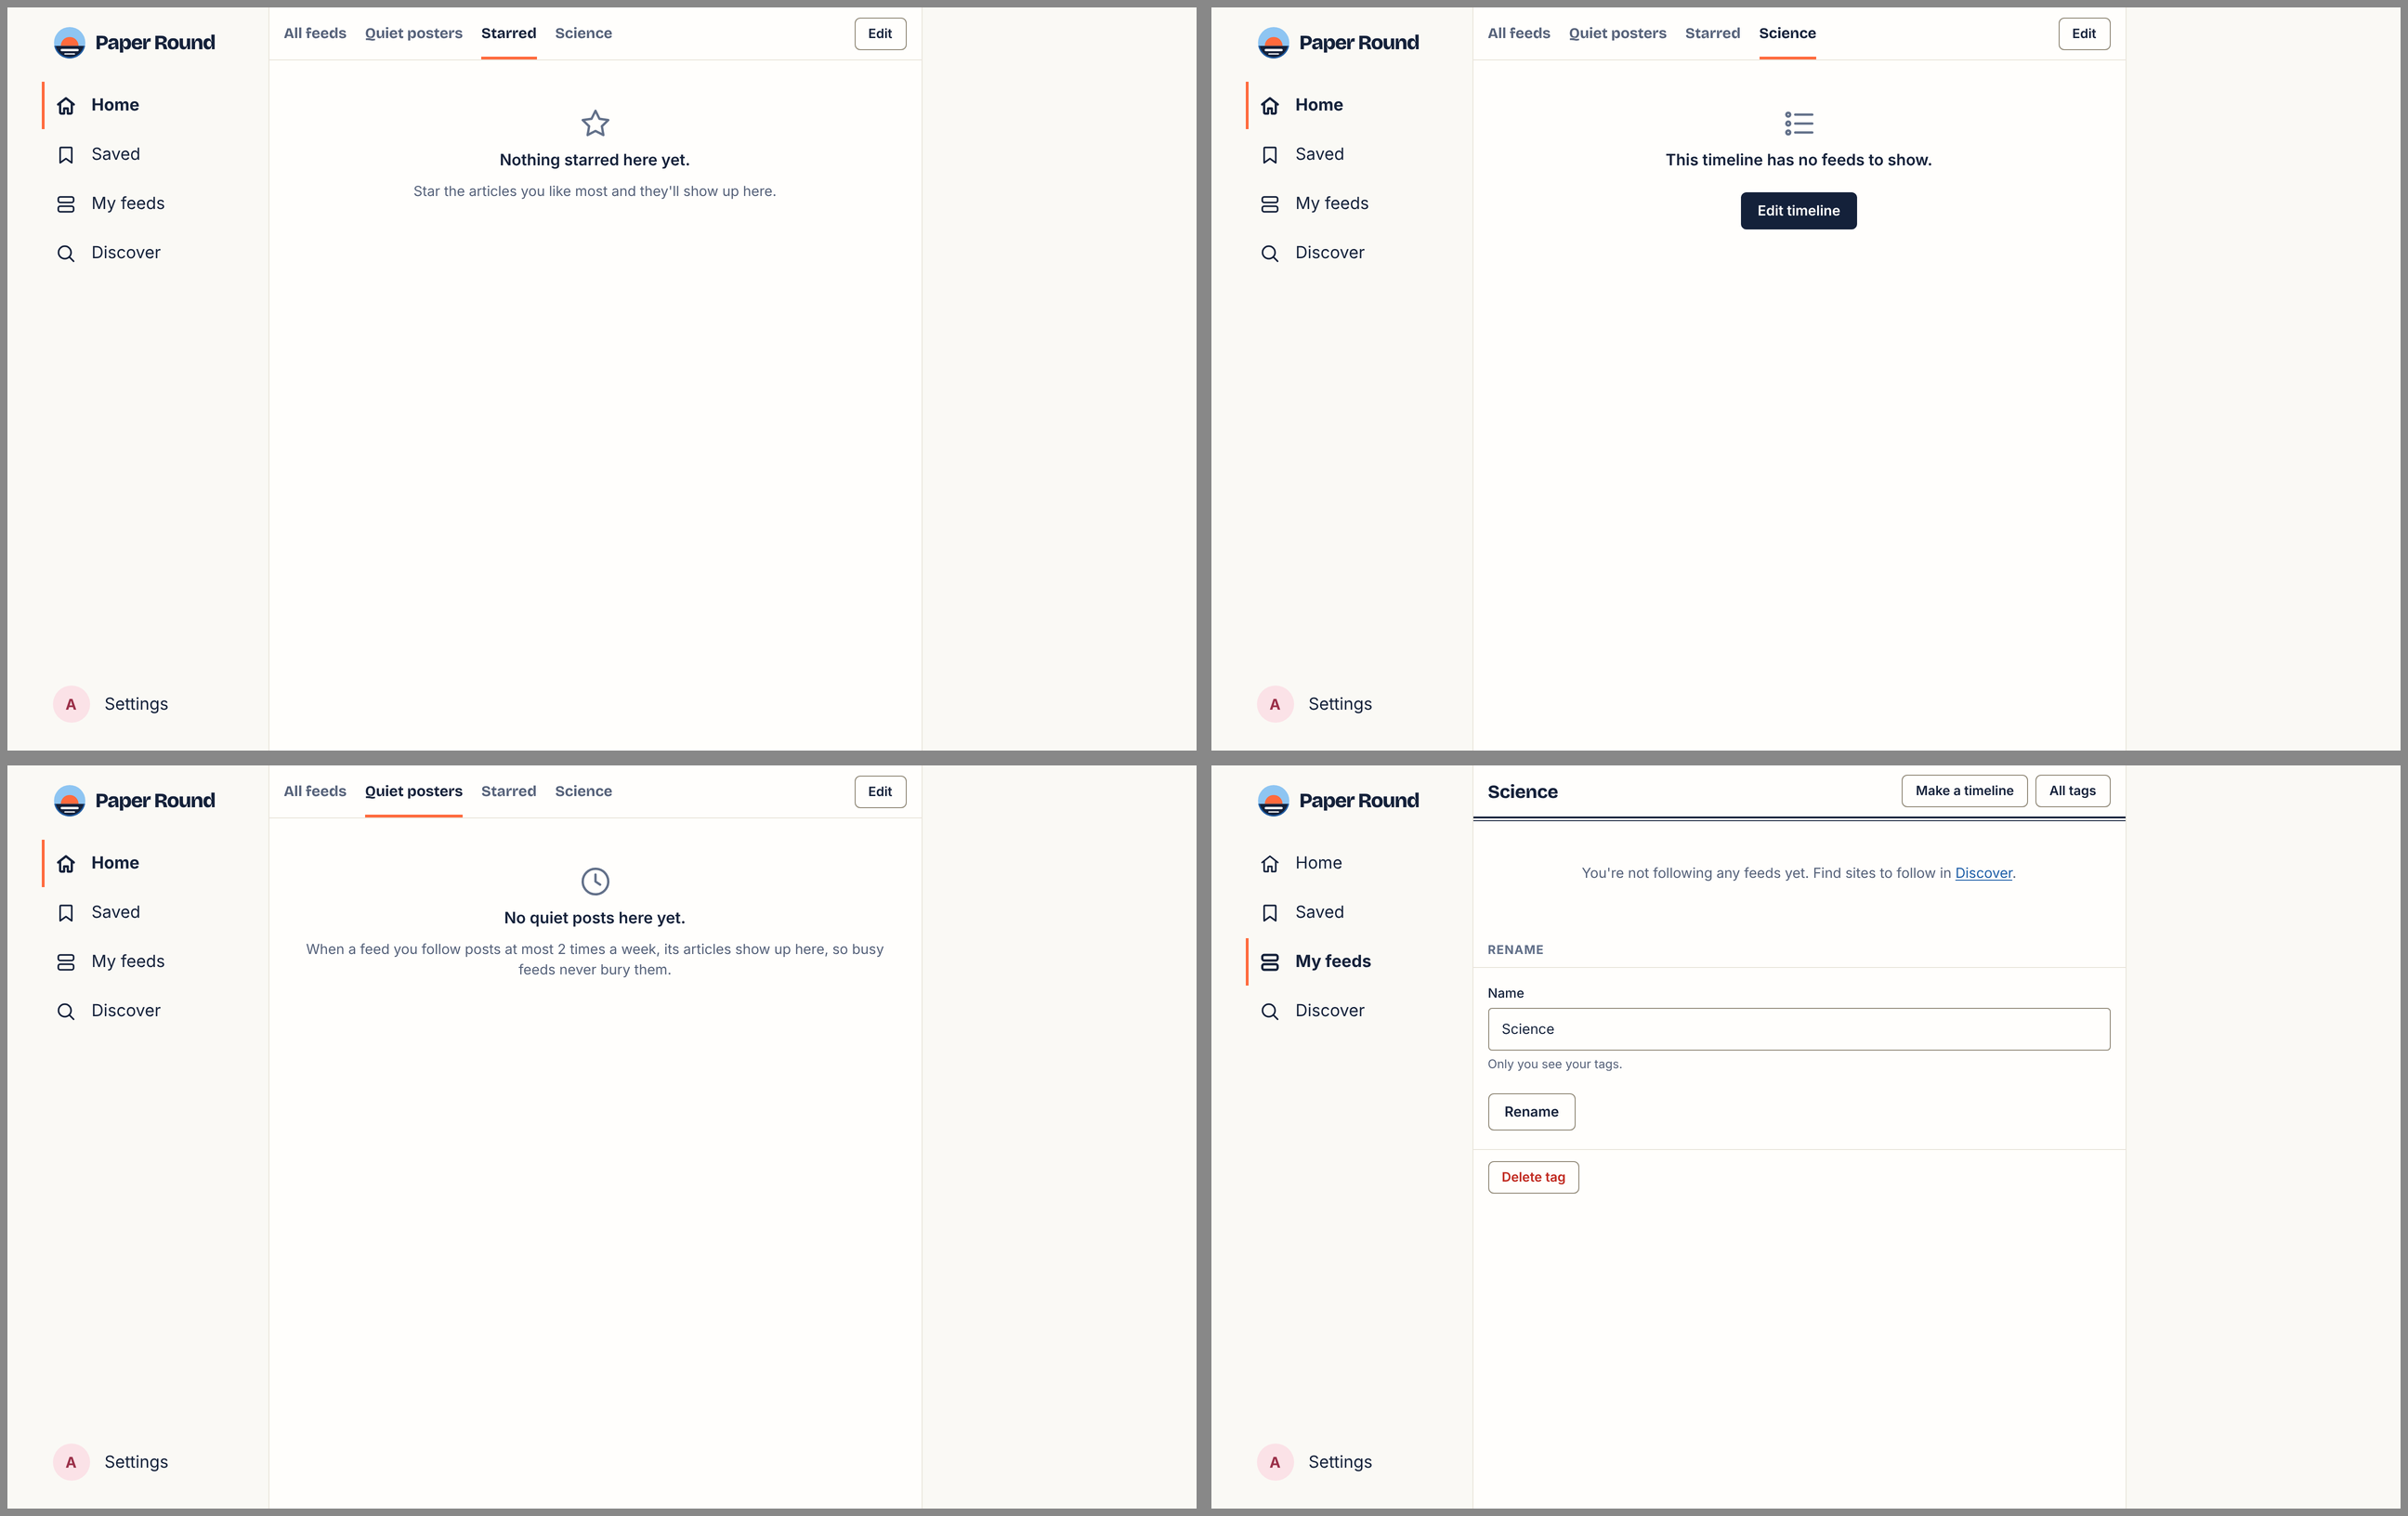 Paper Round
Home
Saved
My feeds
Discover
A Settings
All feeds Quiet posters Starred Science Edit
Nothing starred here yet.
Star the articles you like most and they'll show up here.
Paper Round
Home
Saved
My feeds
Discover
A Settings
All feeds Quiet posters Starred Science Edit
This timeline has no feeds to show.
Edit timeline
Paper Round
Home
Saved
My feeds
Discover
A Settings
All feeds Quiet posters Starred Science Edit
No quiet posts here yet.
When a feed you follow posts at most 2 times a week, its articles show up here, so busy
feeds never bury them.
Paper Round
Home
Saved
My feeds
Discover
A Settings
Science Make a timeline All tags
You're not following any feeds yet. Find sites to follow in Discover.
RENAME
Name
Science
Only you see your tags.
Rename
Delete tag